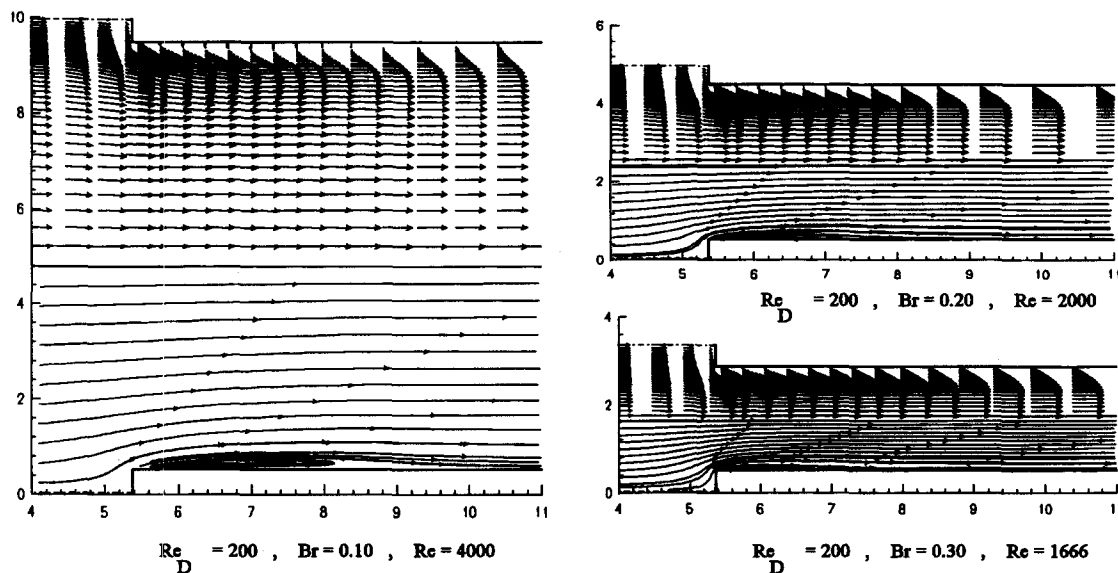 10
8
6
4
2
0
4 5 6 7 8 9 10 11
Re D = 200 , Br = 0.10 , Re = 4000
6
4
2
0
4 5 6 7 8 9 10 11
Re D = 200 , Br = 0.20 , Re = 2000
4
2
0
4 5 6 7 8 9 10 1
Re D = 200 , Br = 0.30 , Re = 1666